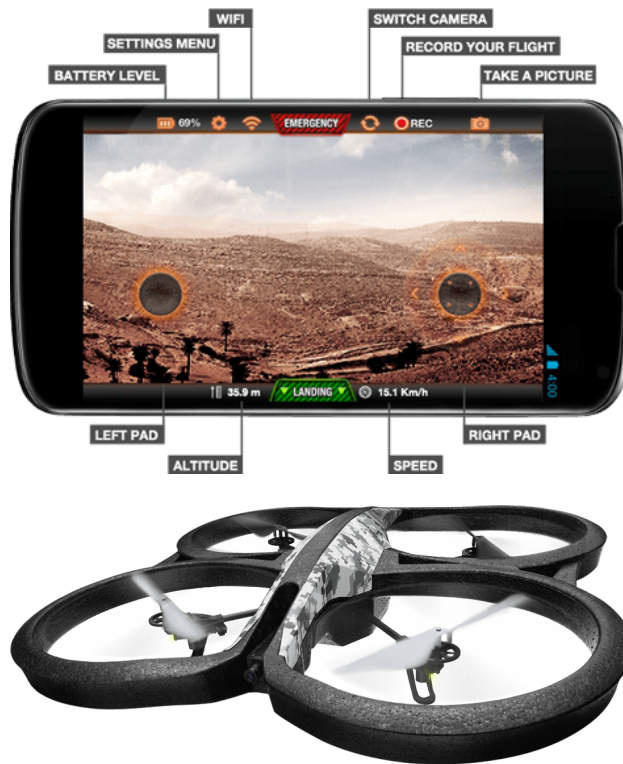 WIFI
SWITCH CAMERA
SETTINGS MENU
RECORD YOUR FLIGHT
BATTERY LEVEL
TAKE A PICTURE
69%
EMERGENCY
REC
4:00
35.9 m
LANDING
15.1 Km/h
LEFT PAD
RIGHT PAD
ALTITUDE
SPEED